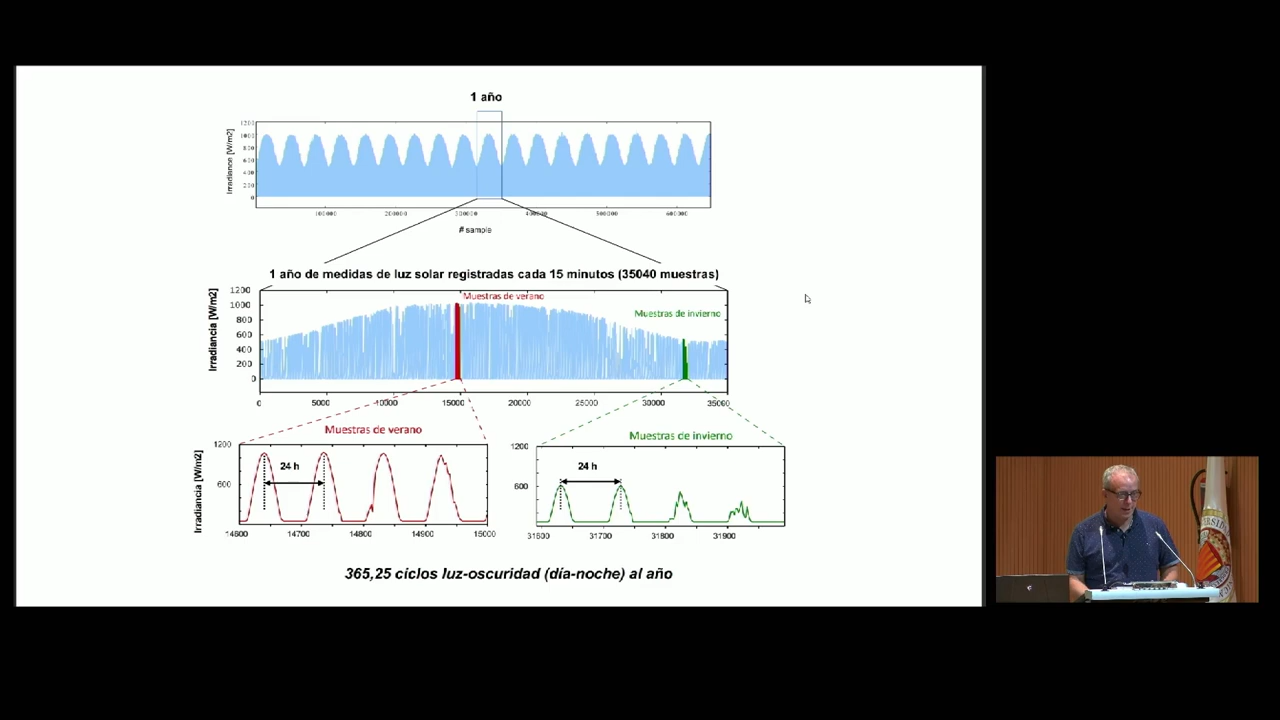 1 año
Irradiance [W/m2]
1200
1000
800
600
400
200
0
100000 200000 300000 400000 500000 600000
# sample
1 año de medidas de luz solar registradas cada 15 minutos (35040 muestras)
Irradiancia [W/m2]
1200
1000
800
600
400
200
0
Muestras de verano
Muestras de invierno
0 5000 10000 15000 20000 25000 30000 35000
Muestras de verano
Irradiancia [W/m2]
1200
600
24 h
14600 14700 14800 14900 15000
Muestras de invierno
1200
600
24 h
31600 31700 31800 31900
365,25 ciclos luz-oscuridad (día-noche) al año